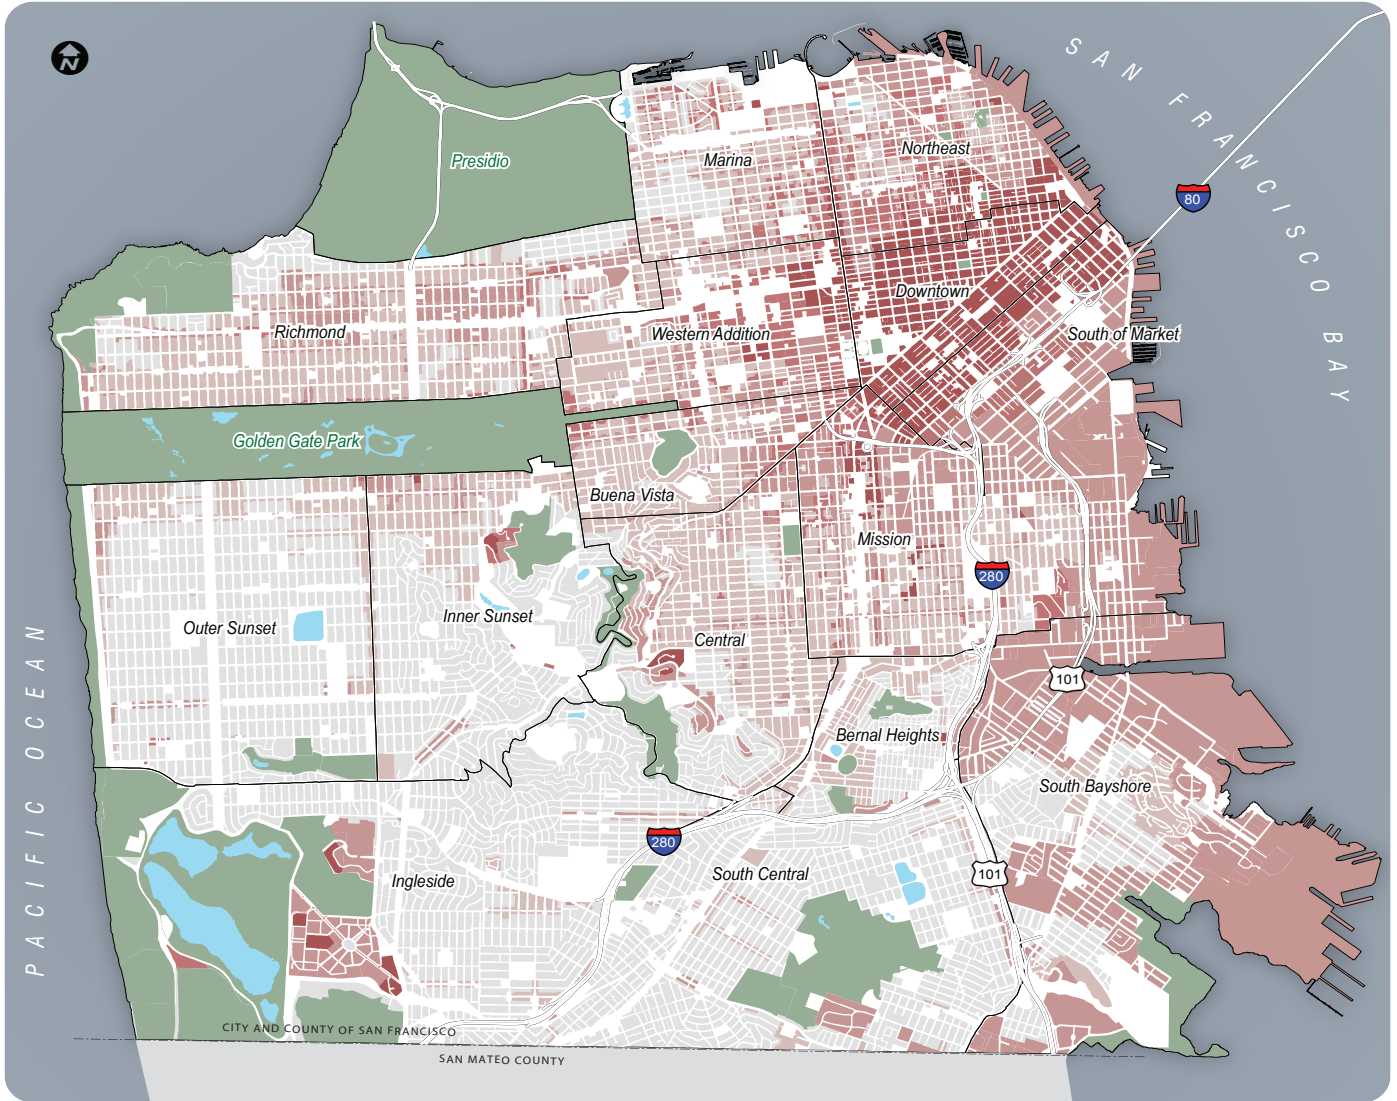 N
SAN FRANCISCO BAY
80
Presidio
Marina
Northeast
Richmond
Western Addition
Downtown
South of Market
Golden Gate Park
Buena Vista
Mission
280
Outer Sunset
Inner Sunset
Central
101
Bernal Heights
South Bayshore
PACIFIC OCEAN
280
Ingleside
South Central
101
CITY AND COUNTY OF SAN FRANCISCO
SAN MATEO COUNTY